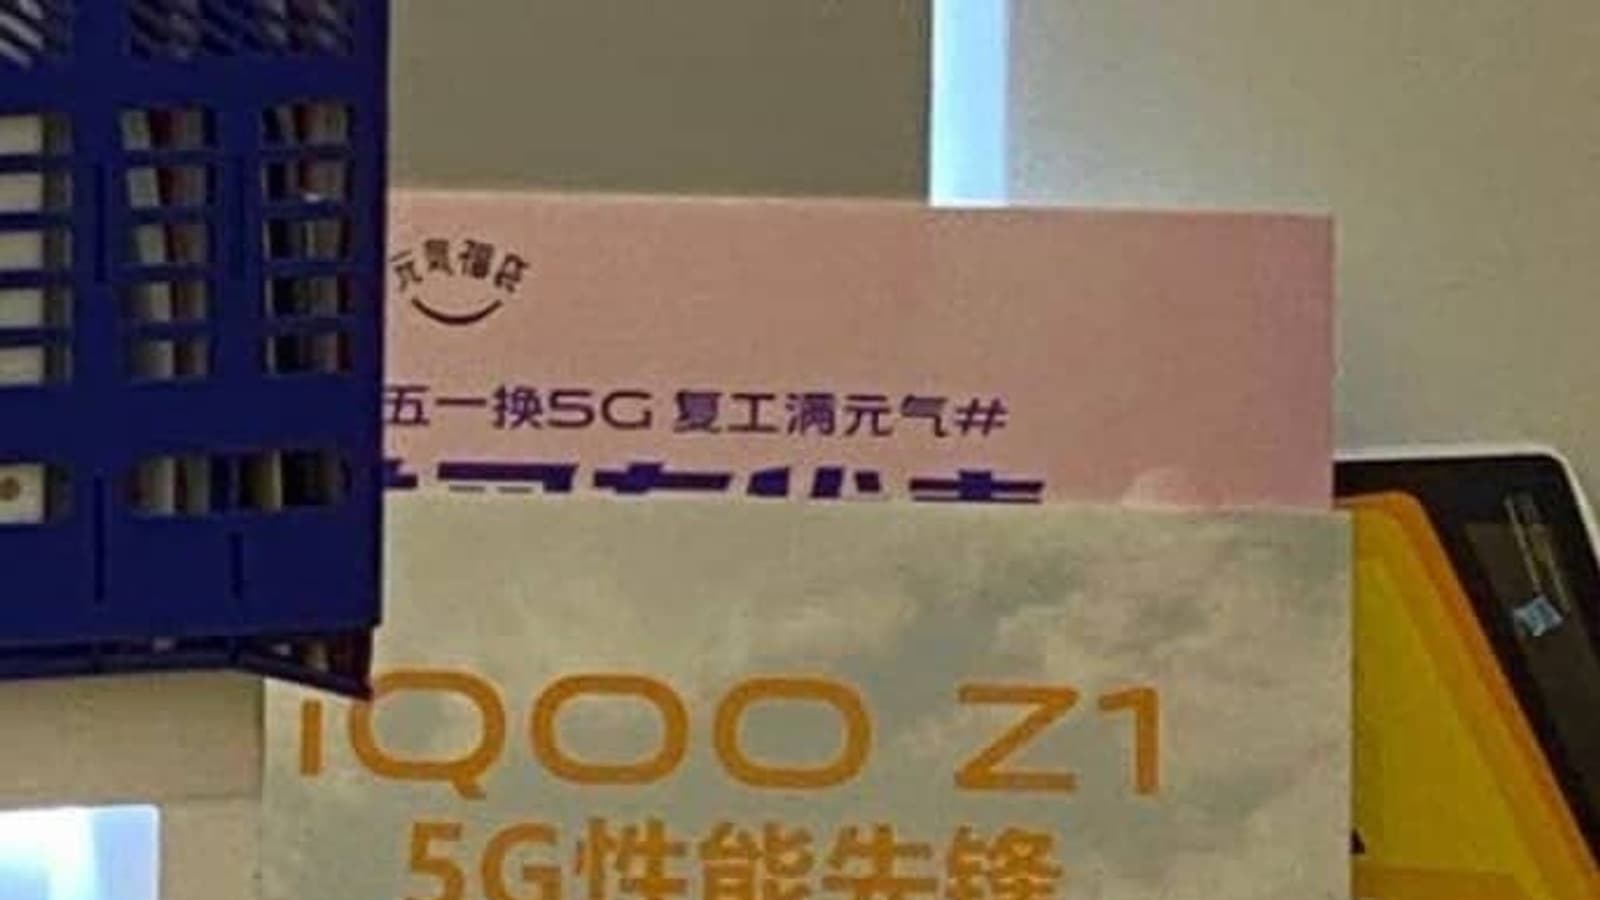 元氣福袋
五一换5G 复工满元气#
iQOO Z1
5G性能先锋